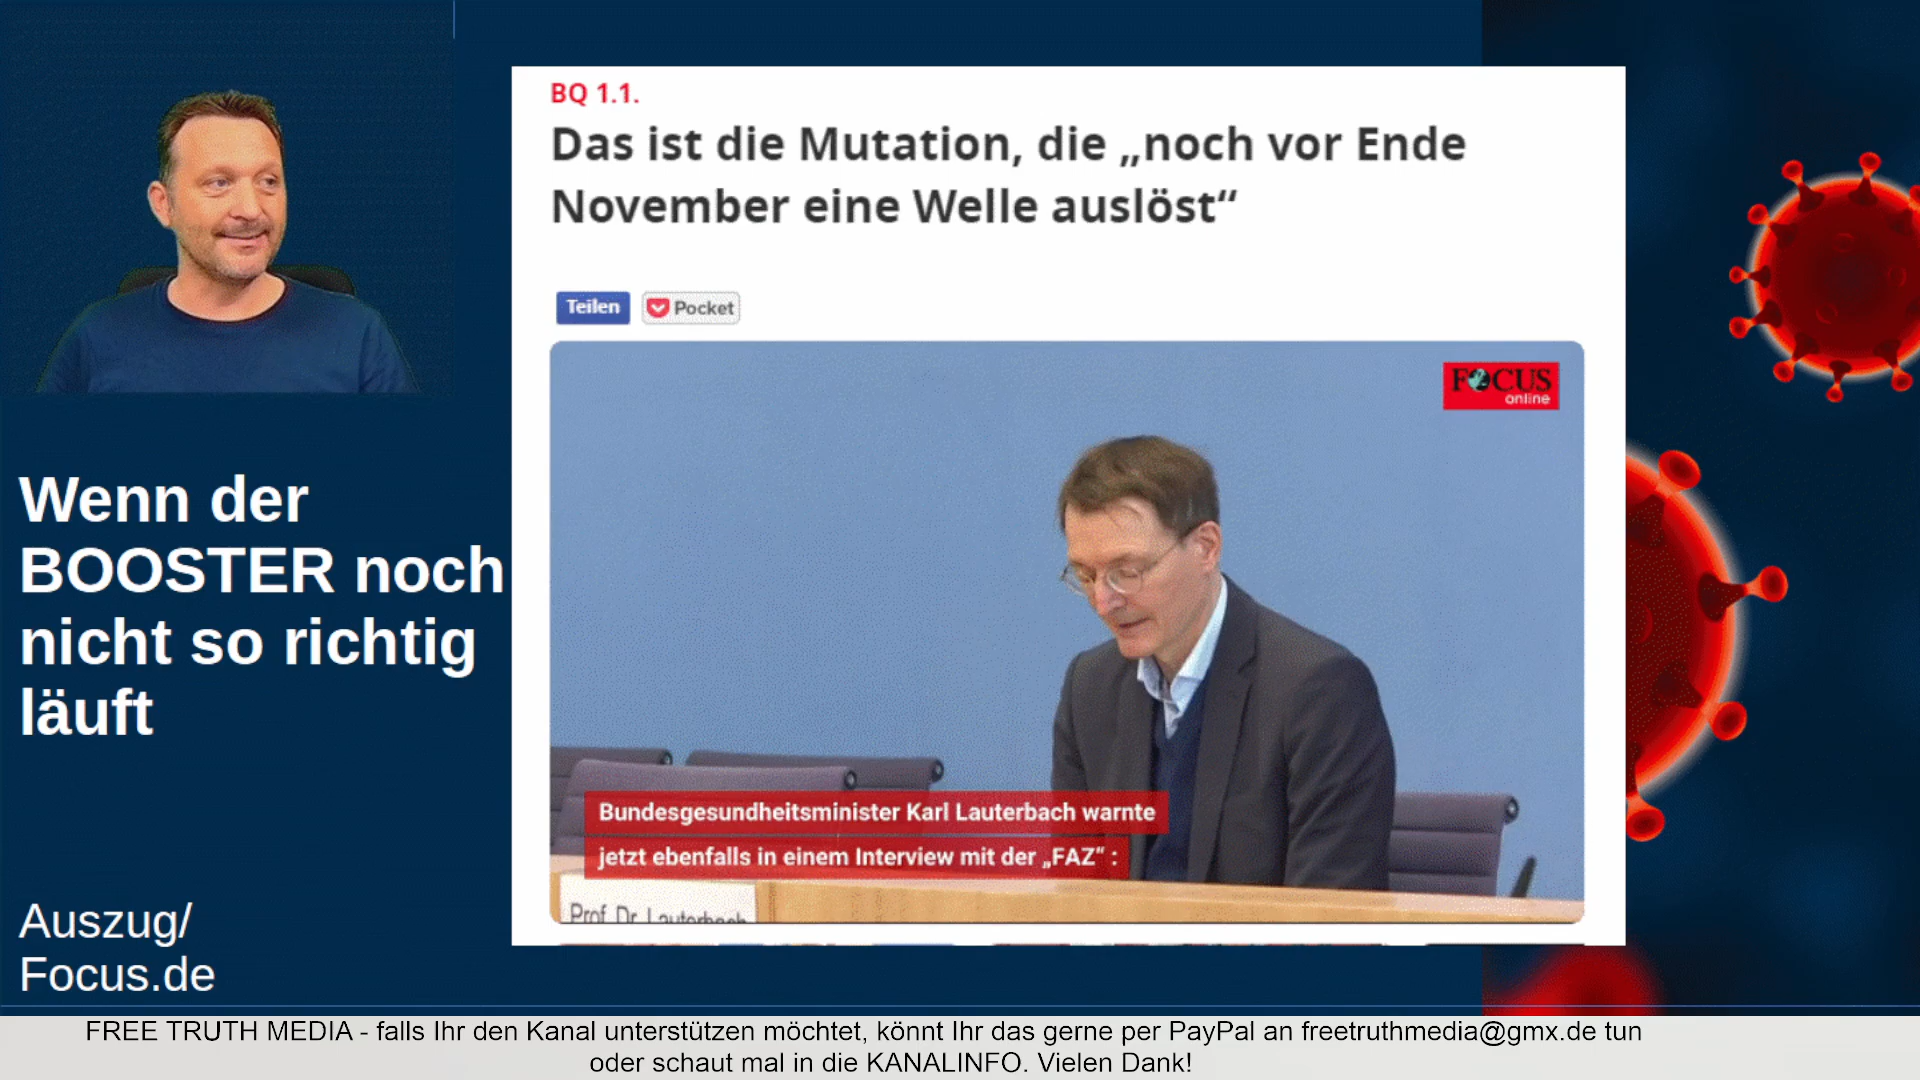 BQ 1.1.
Das ist die Mutation, die „noch vor Ende
November eine Welle auslöst“
Teilen
Pocket
FOCUS
online
Bundesgesundheitsminister Karl Lauterbach warnte
jetzt ebenfalls in einem Interview mit der „FAZ“ :
Prof. Dr. Lauterbach
Wenn der
BOOSTER noch
nicht so richtig
läuft
Auszug/
Focus.de
FREE TRUTH MEDIA - falls Ihr den Kanal unterstützen möchtet, könnt Ihr das gerne per PayPal an freetruthmedia@gmx.de tun
oder schaut mal in die KANALINFO. Vielen Dank!